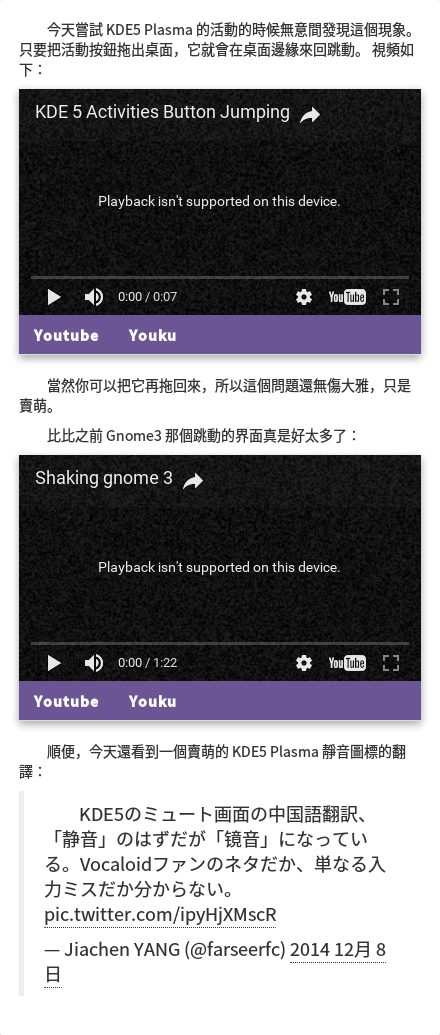 今天嘗試 KDE5 Plasma 的活動的時候無意間發現這個現象。
只要把活動按鈕拖出桌面，它就會在桌面邊緣來回跳動。 視頻如
下：
KDE 5 Activities Button Jumping
Playback isn't supported on this device.
0:00 / 0:07
YouTube
Youtube Youku
當然你可以把它再拖回來，所以這個問題還無傷大雅，只是
賣萌。
比比之前 Gnome3 那個跳動的界面真是好太多了：
Shaking gnome 3
Playback isn't supported on this device.
0:00 / 1:22
YouTube
Youtube Youku
順便，今天還看到一個賣萌的 KDE5 Plasma 靜音圖標的翻
譯：
KDE5のミュート画面の中国語翻訳、
「静音」のはずだが「镜音」になってい
る。Vocaloidファンのネタだか、単なる入
力ミスだか分からない。
pic.twitter.com/ipyHjXMscR
— Jiachen YANG (@farseerfc) 2014 12月 8
日